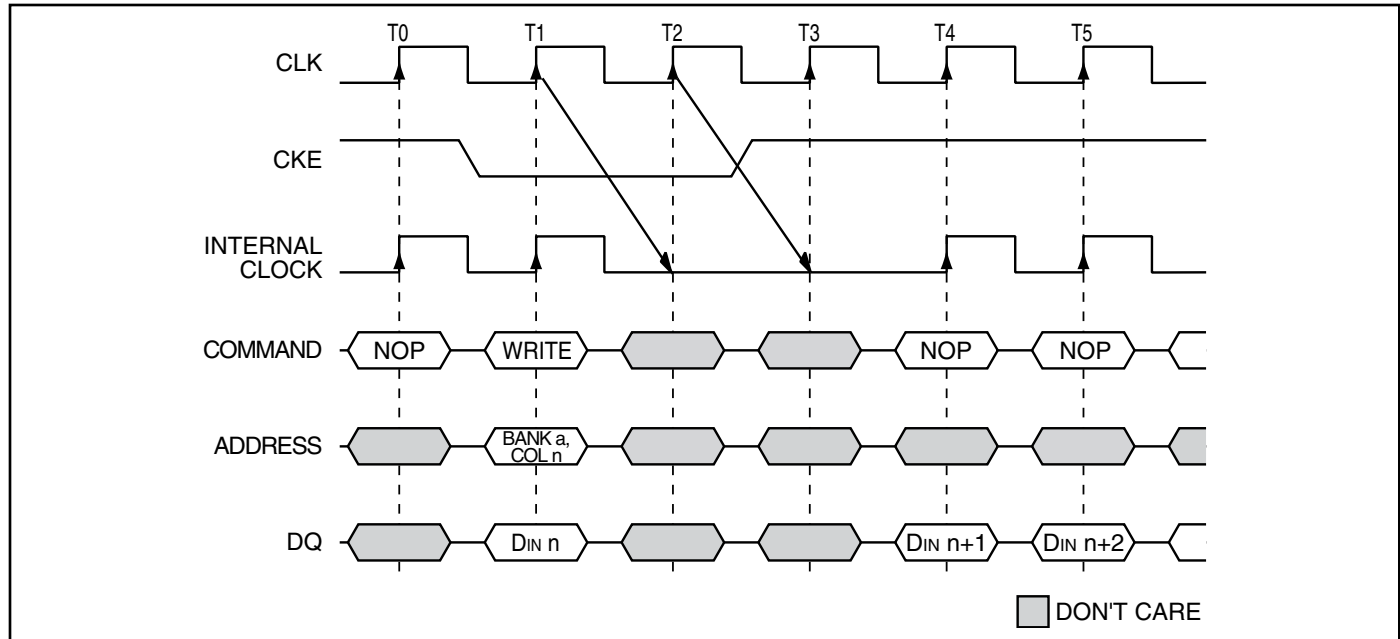 T0 T1 T2 T3 T4 T5
CLK
CKE
INTERNAL
CLOCK
COMMAND NOP WRITE NOP NOP
ADDRESS BANK a,
COL n
DQ DIN n DIN n+1 DIN n+2
DON'T CARE